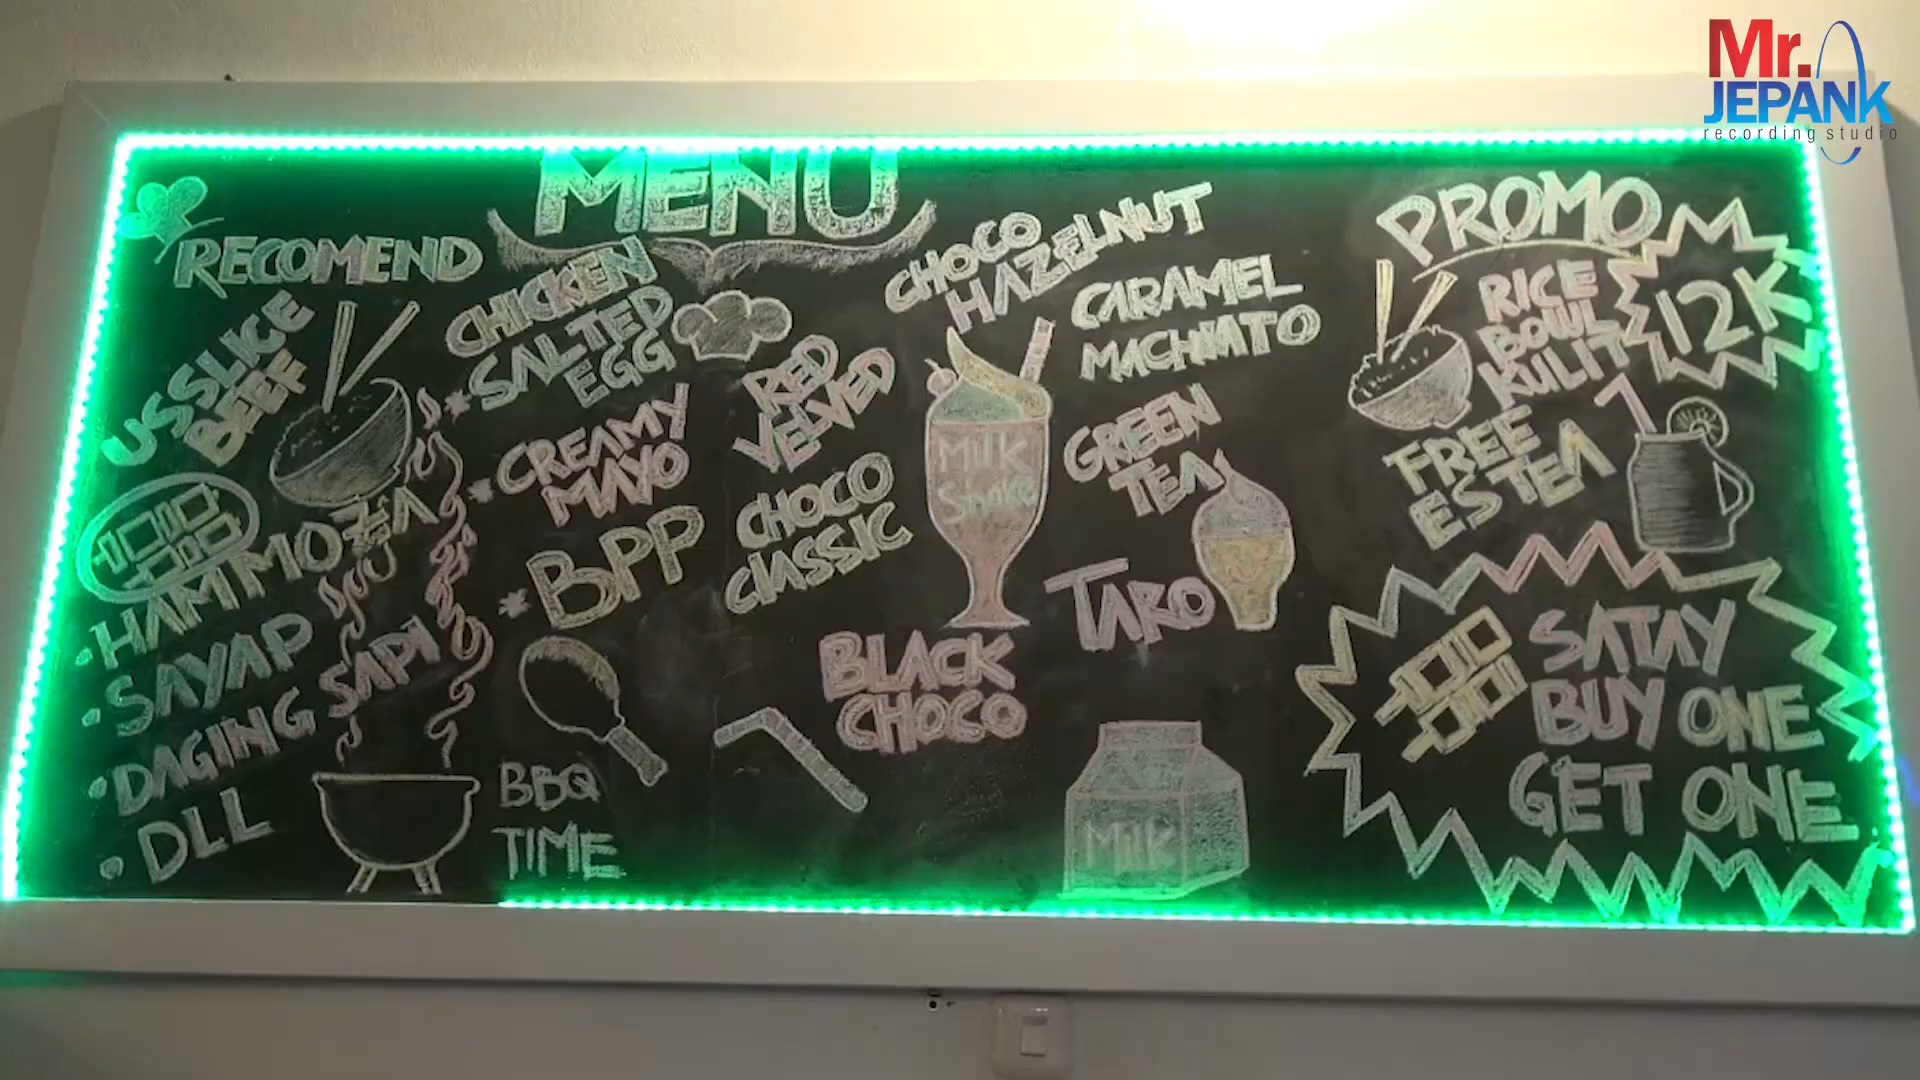 Mr.
JEPANK
recording studio
MENU
RECOMEND
US SLICE
BEEF
HAMMOZA
SAYAP
DAGING SAPI
DLL
CHICKEN
SALTED
EGG
CREAMY
MAYO
BPP
BBQ
TIME
RED
VELVED
CHOCO
CLASSIC
BLACK
CHOCO
CHOCO
HAZELNUT
Milk
Shake
CARAMEL
MACHIATO
GREEN
TEA
TARO
Milk
PROMO
RICE
BOWL
KULIT
12K
FREE
ES TEA
SATAY
BUY ONE
GET ONE